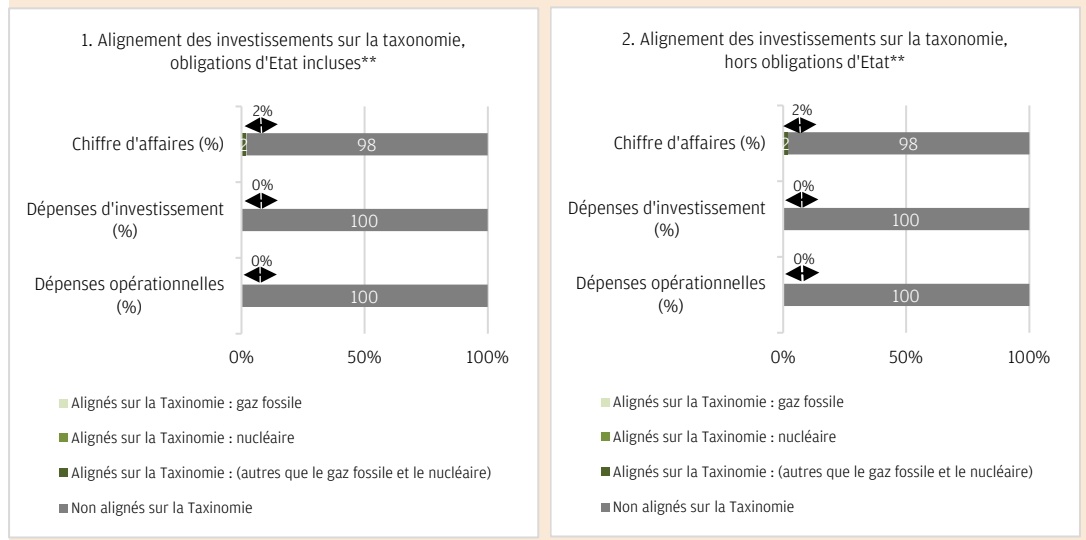 1. Alignement des investissements sur la taxonomie,
obligations d'Etat incluses**
2%
Chiffre d'affaires (%)
2
98
0%
Dépenses d'investissement
(%)
100
0%
Dépenses opérationnelles
(%)
100
0%
50%
100%
Alignés sur la Taxinomie : gaz fossile
Alignés sur la Taxinomie : nucléaire
Alignés sur la Taxinomie : (autres que le gaz fossile et le nucléaire)
Non alignés sur la Taxinomie
2. Alignement des investissements sur la taxonomie,
hors obligations d'Etat**
2%
Chiffre d'affaires (%)
2
98
0%
Dépenses d'investissement
(%)
100
0%
Dépenses opérationnelles
(%)
100
0%
50%
100%
Alignés sur la Taxinomie : gaz fossile
Alignés sur la Taxinomie : nucléaire
Alignés sur la Taxinomie : (autres que le gaz fossile et le nucléaire)
Non alignés sur la Taxinomie